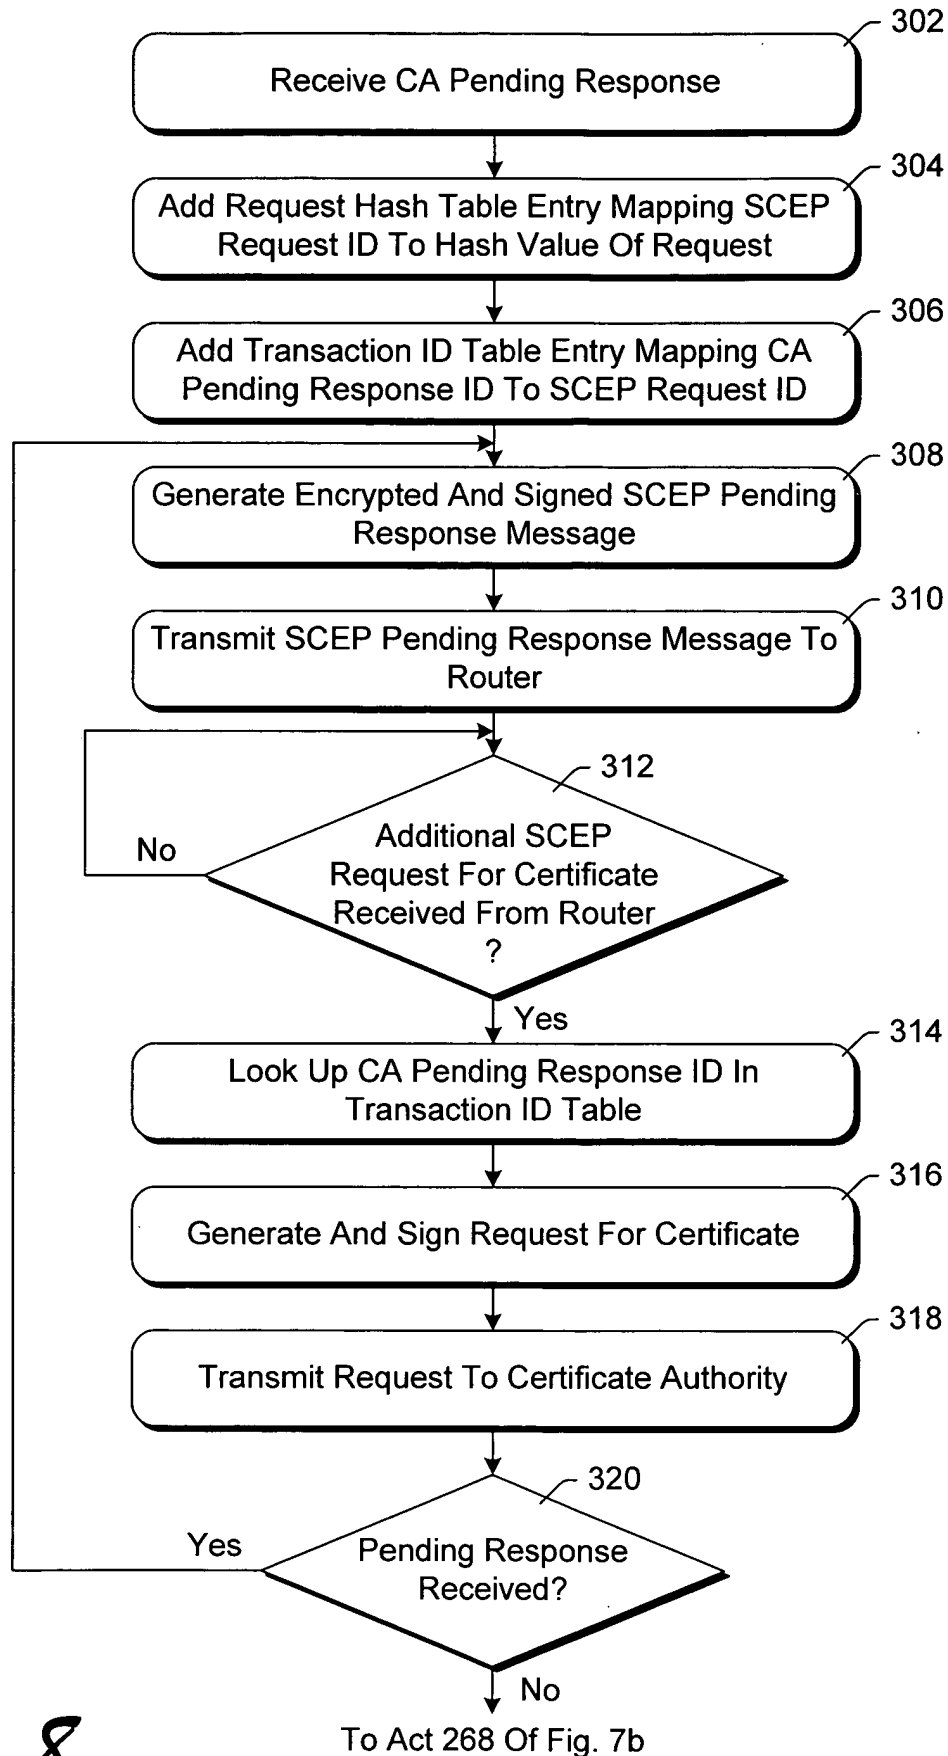 302
Receive CA Pending Response
304
Add Request Hash Table Entry Mapping SCEP
Request ID To Hash Value Of Request
306
Add Transaction ID Table Entry Mapping CA
Pending Response ID To SCEP Request ID
308
Generate Encrypted And Signed SCEP Pending
Response Message
310
Transmit SCEP Pending Response Message To
Router
312
Additional SCEP
Request For Certificate
Received From Router
?
No
Yes
314
Look Up CA Pending Response ID In
Transaction ID Table
316
Generate And Sign Request For Certificate
318
Transmit Request To Certificate Authority
320
Pending Response
Received?
Yes
No
To Act 268 Of Fig. 7b
8